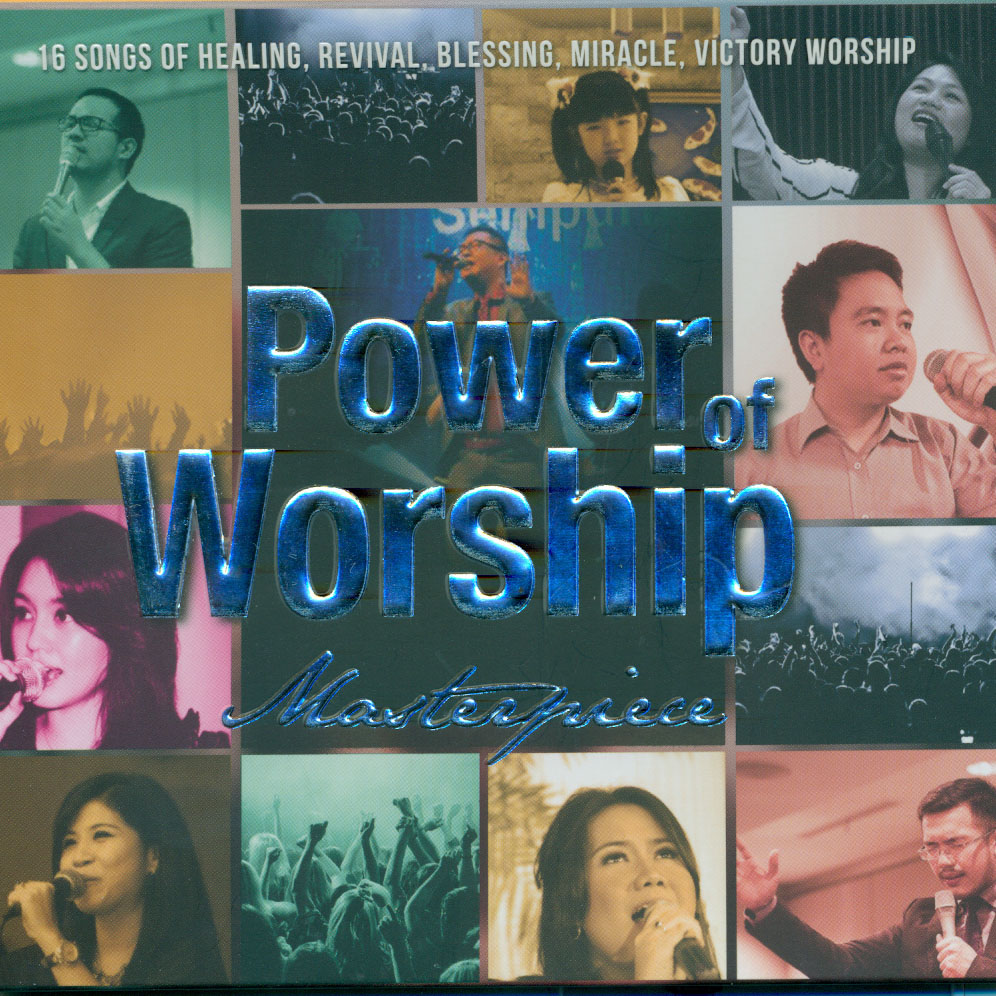 16 SONGS OF HEALING, REVIVAL, BLESSING, MIRACLE, VICTORY WORSHIP
Power
of
Worship
Masterpiece